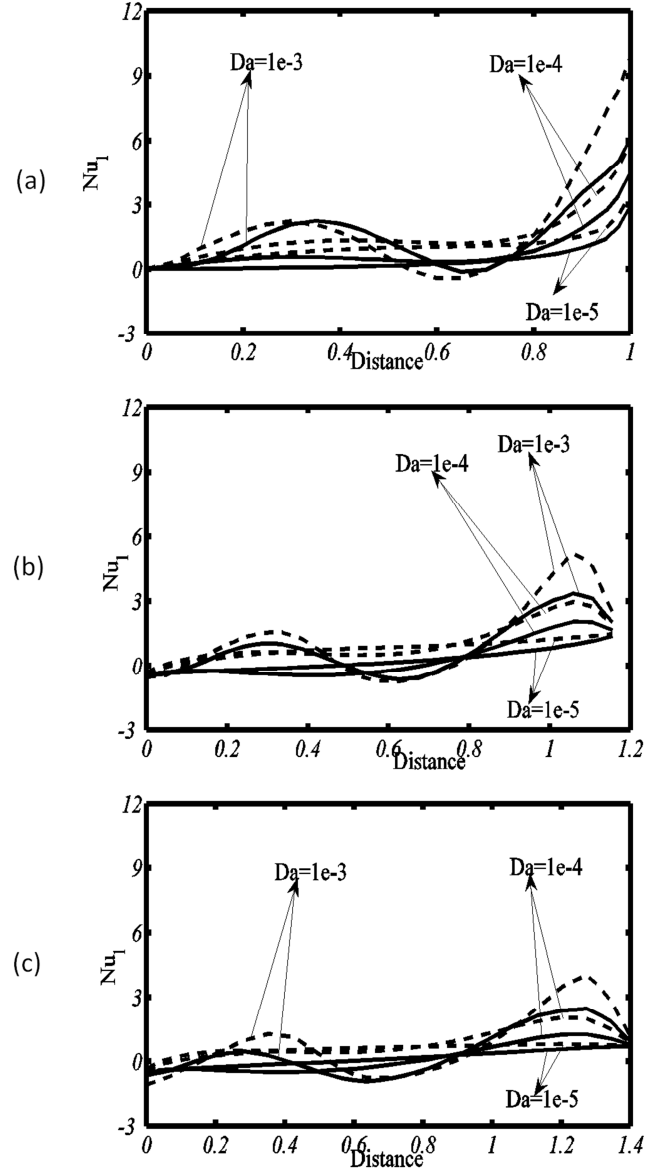 12
9
6
3
0
-3
Nu1
(a)
Da=1e-3
Da=1e-4
Da=1e-5
0 0.2 0.4 0.6 0.8 1
Distance
12
9
6
3
0
-3
Nu1
(b)
Da=1e-3
Da=1e-4
Da=1e-5
0 0.2 0.4 0.6 0.8 1 1.2
Distance
12
9
6
3
0
-3
Nu1
(c)
Da=1e-3
Da=1e-4
Da=1e-5
0 0.2 0.4 0.6 0.8 1 1.2 1.4
Distance